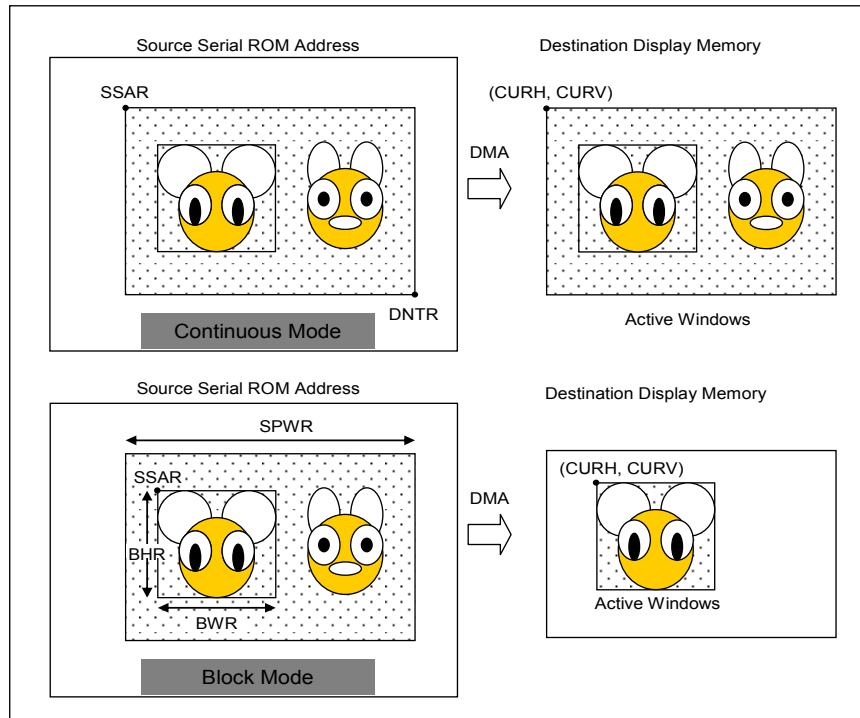 Source Serial ROM Address
Destination Display Memory
SSAR
(CURH, CURV)
DMA
DNTR
Continuous Mode
Active Windows
Source Serial ROM Address
Destination Display Memory
SPWR
SSAR
(CURH, CURV)
DMA
BHR
BWR
Active Windows
Block Mode